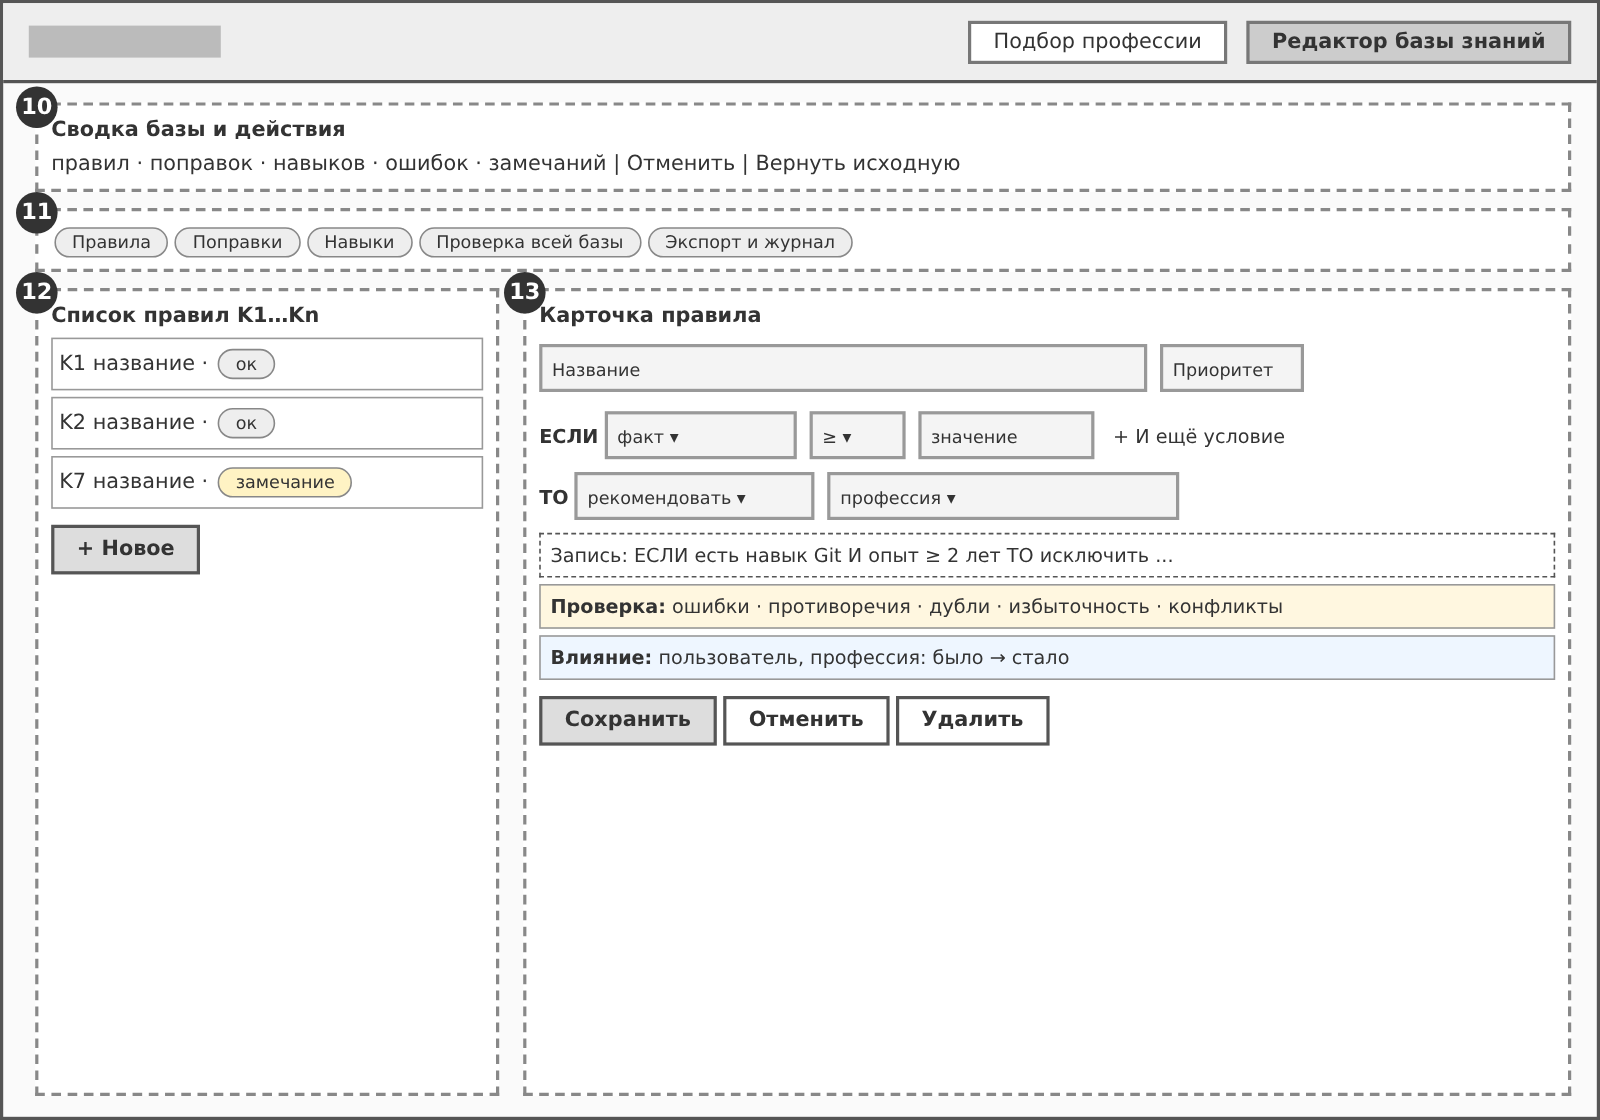 Подбор профессии
Редактор базы знаний
10
Сводка базы и действия
правил · поправок · навыков · ошибок · замечаний | Отменить | Вернуть исходную
11
Правила Поправки Навыки Проверка всей базы Экспорт и журнал
12
Список правил K1…Kn
K1 название · ок
K2 название · ок
K7 название · замечание
+ Новое
13
Карточка правила
Название Приоритет
ЕСЛИ факт ▾ ≥ ▾ значение + И ещё условие
ТО рекомендовать ▾ профессия ▾
Запись: ЕСЛИ есть навык Git И опыт ≥ 2 лет ТО исключить …
Проверка: ошибки · противоречия · дубли · избыточность · конфликты
Влияние: пользователь, профессия: было → стало
Сохранить Отменить Удалить